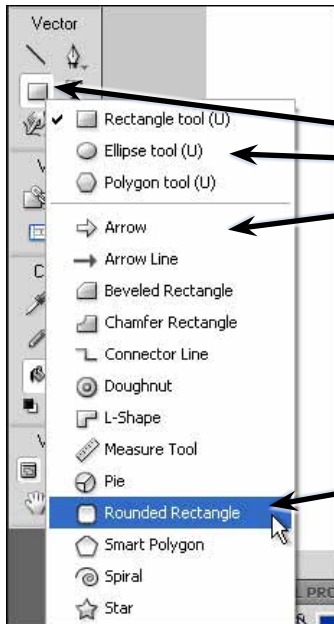 Vector
Rectangle tool (U)
Ellipse tool (U)
Polygon tool (U)
Arrow
Arrow Line
Beveled Rectangle
Chamfer Rectangle
Connector Line
Doughnut
L-Shape
Measure Tool
Pie
Rounded Rectangle
Smart Polygon
Spiral
Star